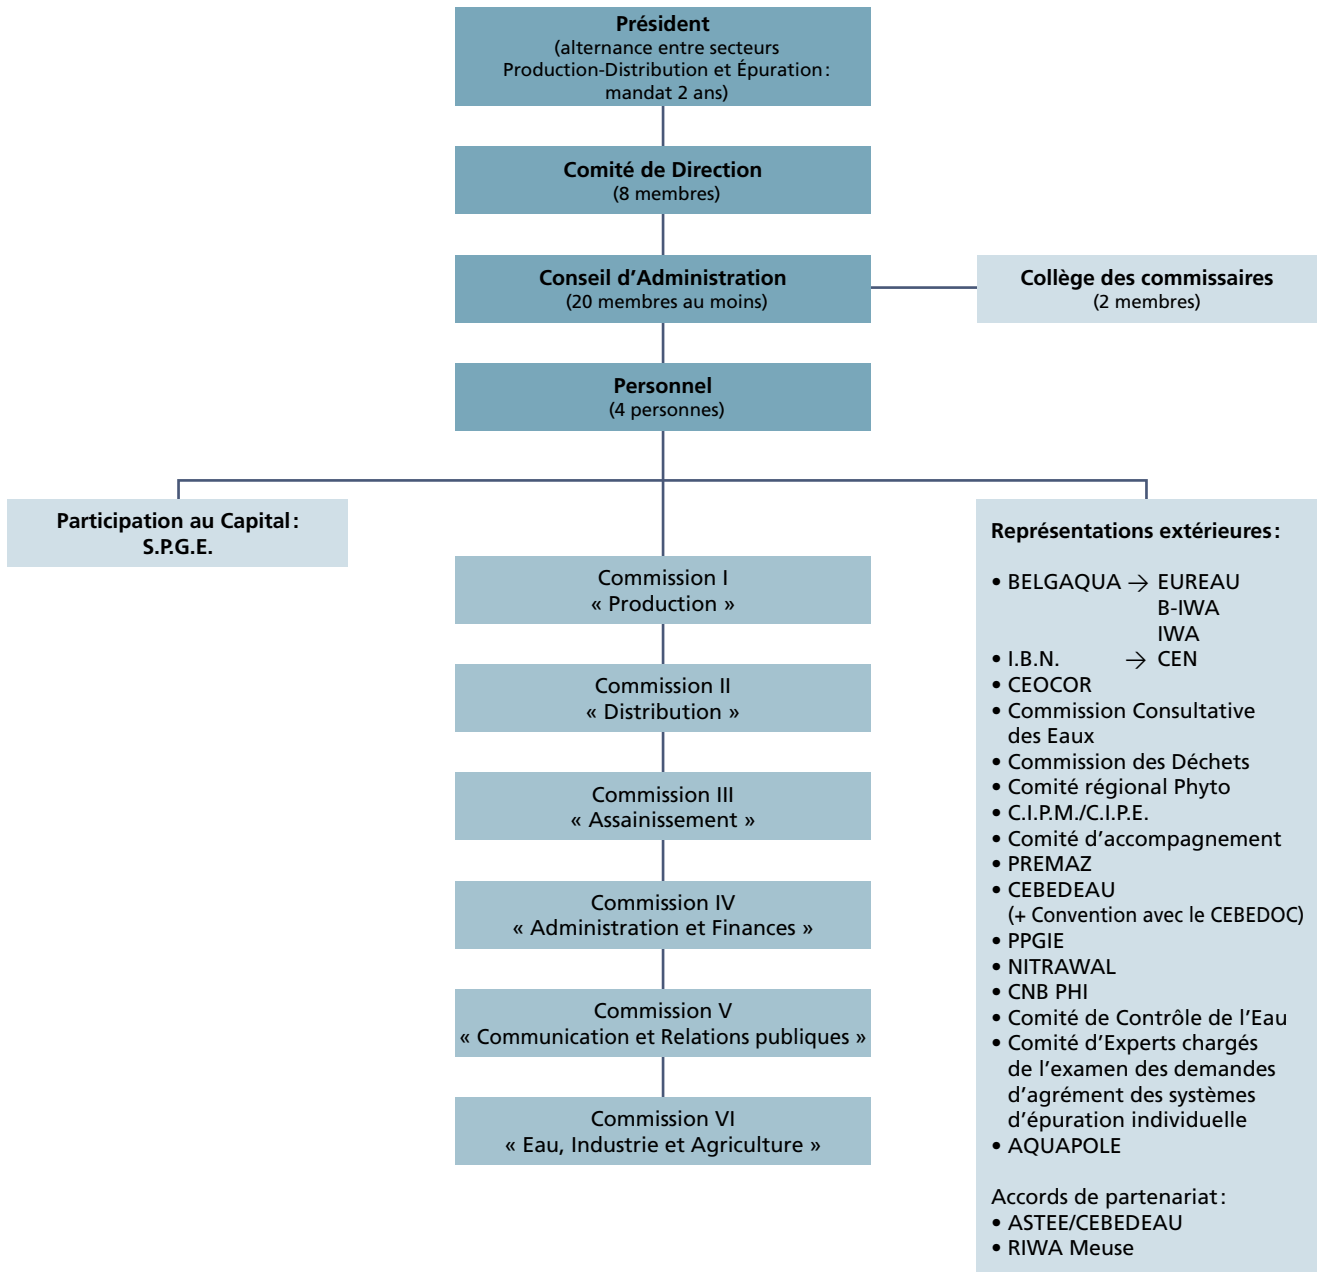 Président
(alternance entre secteurs
Production-Distribution et Épuration :
mandat 2 ans)
Comité de Direction
(8 membres)
Conseil d’Administration
(20 membres au moins)
Collège des commissaires
(2 membres)
Personnel
(4 personnes)
Participation au Capital :
S.P.G.E.
Commission I
« Production »
Commission II
« Distribution »
Commission III
« Assainissement »
Commission IV
« Administration et Finances »
Commission V
« Communication et Relations publiques »
Commission VI
« Eau, Industrie et Agriculture »
Représentations extérieures :
• BELGAQUA → EUREAU
B-IWA
IWA
• I.B.N. → CEN
• CEOCOR
• Commission Consultative
des Eaux
• Commission des Déchets
• Comité régional Phyto
• C.I.P.M./C.I.P.E.
• Comité d’accompagnement
• PREMAZ
• CEBEDEAU
(+ Convention avec le CEBEDOC)
• PPGIE
• NITRAWAL
• CNB PHI
• Comité de Contrôle de l’Eau
• Comité d’Experts chargés
de l’examen des demandes
d’agrément des systèmes
d’épuration individuelle
• AQUAPOLE
Accords de partenariat :
• ASTEE/CEBEDEAU
• RIWA Meuse